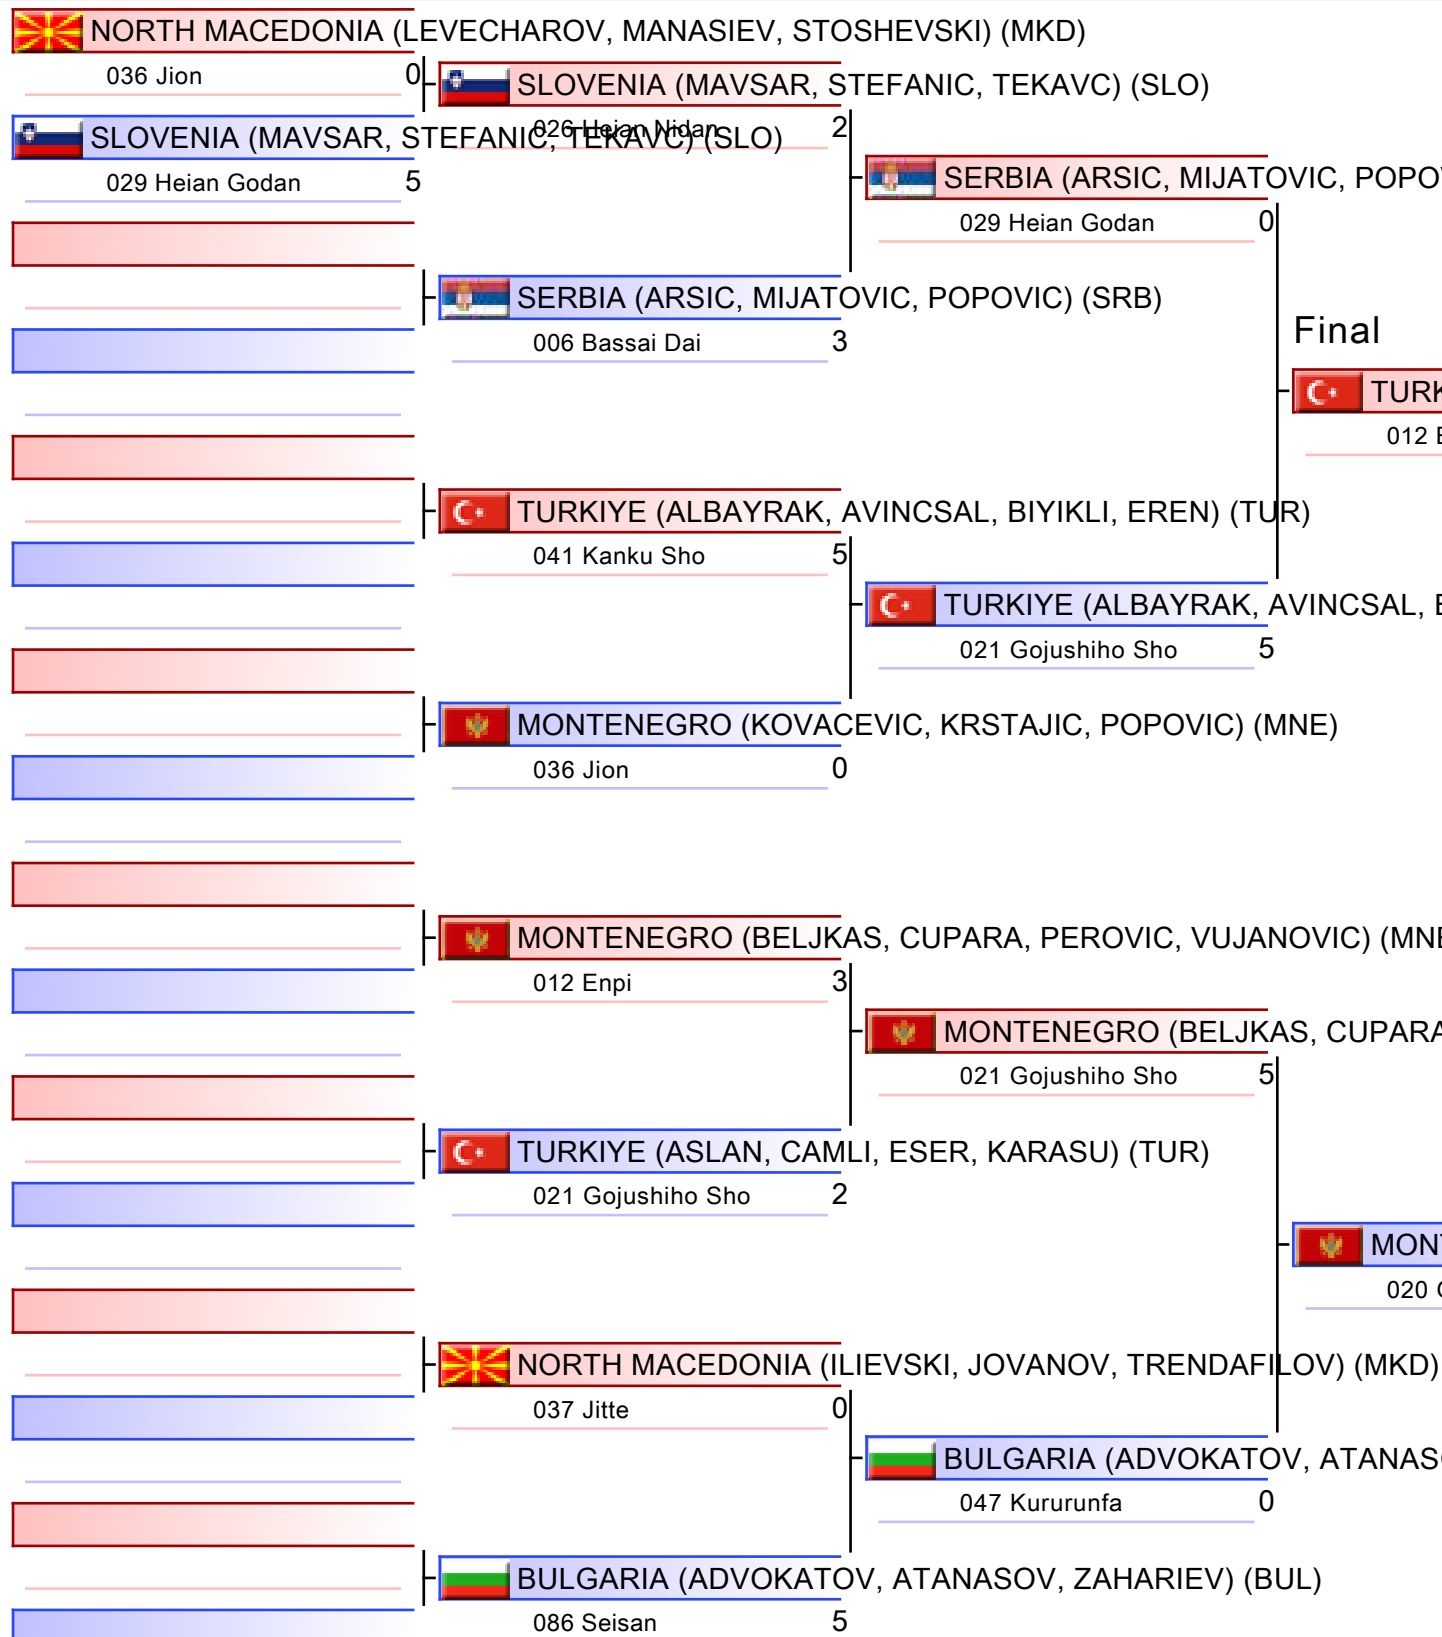 NORTH MACEDONIA (LEVECHAROV, MANASIEV, STOSHEVSKI) (MKD)
036 Jion 0
SLOVENIA (MAVSAR, STEFANIC, TEKAVC) (SLO)
029 Heian Godan 5
SLOVENIA (MAVSAR, STEFANIC, TEKAVC) (SLO)
026 Heian Nidan 2
SERBIA (ARSIC, MIJATOVIC, POPOVIC) (SRB)
006 Bassai Dai 3
TURKIYE (ALBAYRAK, AVINCSAL, BIYIKLI, EREN) (TUR)
041 Kanku Sho 5
MONTENEGRO (KOVACEVIC, KRSTAJIC, POPOVIC) (MNE)
036 Jion 0
MONTENEGRO (BELJKAS, CUPARA, PEROVIC, VUJANOVIC) (MNE
012 Enpi 3
TURKIYE (ASLAN, CAMLI, ESER, KARASU) (TUR)
021 Gojushiho Sho 2
NORTH MACEDONIA (ILIEVSKI, JOVANOV, TRENDAFILOV) (MKD)
037 Jitte 0
BULGARIA (ADVOKATOV, ATANASOV, ZAHARIEV) (BUL)
086 Seisan 5
SERBIA (ARSIC, MIJATOVIC, POPO
029 Heian Godan 0
TURKIYE (ALBAYRAK, AVINCSAL,
021 Gojushiho Sho 5
MONTENEGRO (BELJKAS, CUPARA
021 Gojushiho Sho 5
BULGARIA (ADVOKATOV, ATANAS
047 Kururunfa 0
Final
TURK
012
MON
020